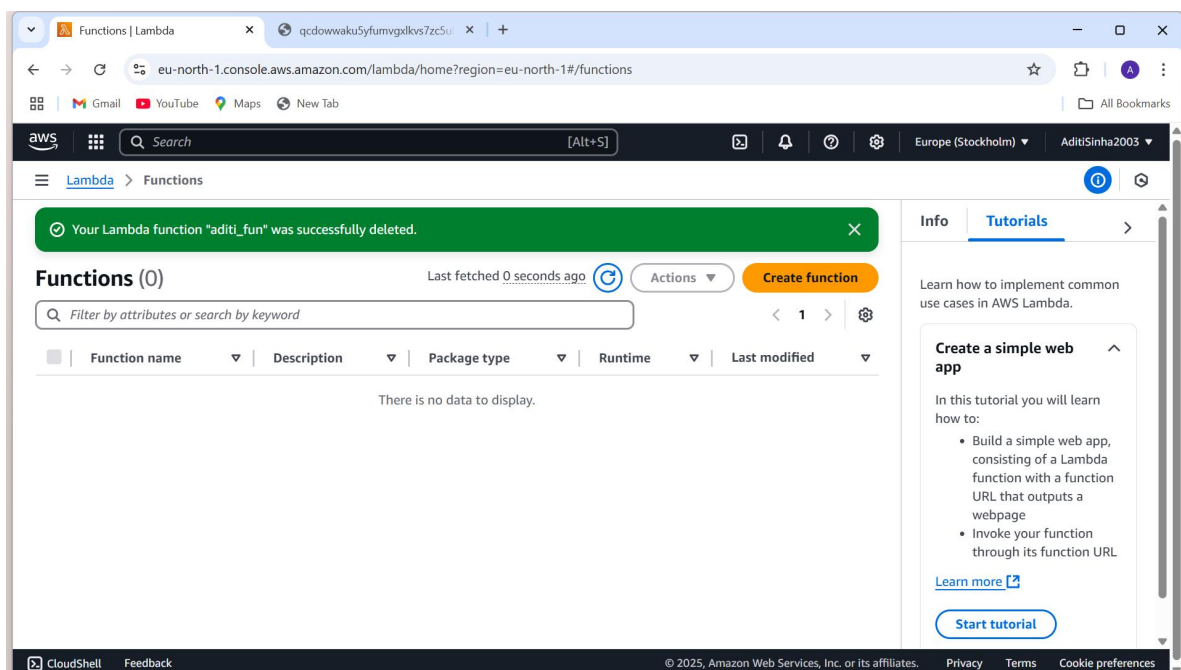 Functions | Lambda
qcdowwaku5yfumvgxlkvs7zc5u
eu-north-1.console.aws.amazon.com/lambda/home?region=eu-north-1#/functions
A
Gmail
YouTube
Maps
New Tab
All Bookmarks
aws
Search
[Alt+S]
Europe (Stockholm)
AditiSinha2003
Lambda > Functions
Your Lambda function "aditi_fun" was successfully deleted.
Functions (0)
Last fetched 0 seconds ago
Actions
Create function
Filter by attributes or search by keyword
1
Function name
Description
Package type
Runtime
Last modified
There is no data to display.
Info
Tutorials
Learn how to implement common
use cases in AWS Lambda.
Create a simple web
app
In this tutorial you will learn
how to:
• Build a simple web app,
consisting of a Lambda
function with a function
URL that outputs a
webpage
• Invoke your function
through its function URL
Learn more
Start tutorial
CloudShell
Feedback
© 2025, Amazon Web Services, Inc. or its affiliates.
Privacy
Terms
Cookie preferences